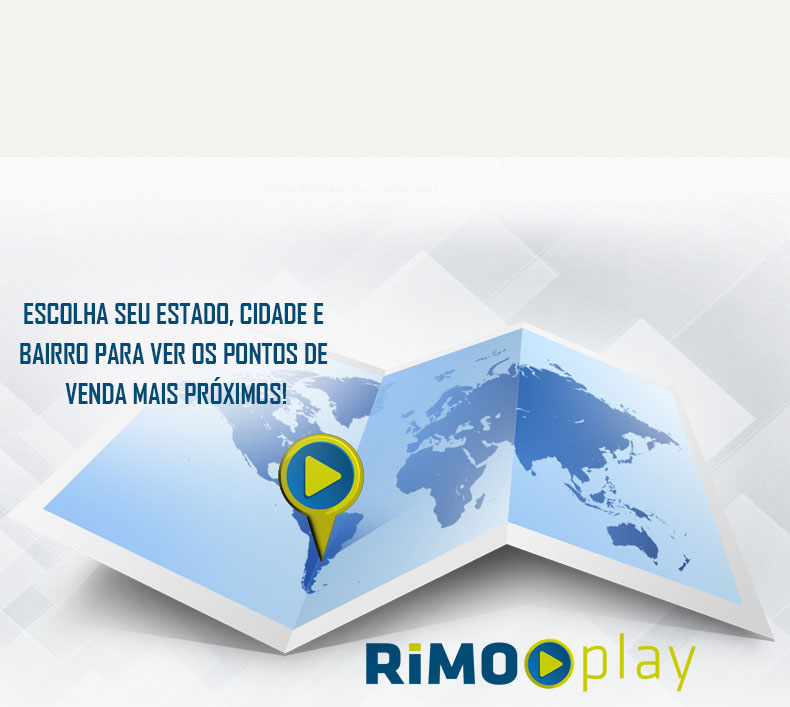 ESCOLHA SEU ESTADO, CIDADE E
BAIRRO PARA VER OS PONTOS DE
VENDA MAIS PRÓXIMOS!
RiMO play